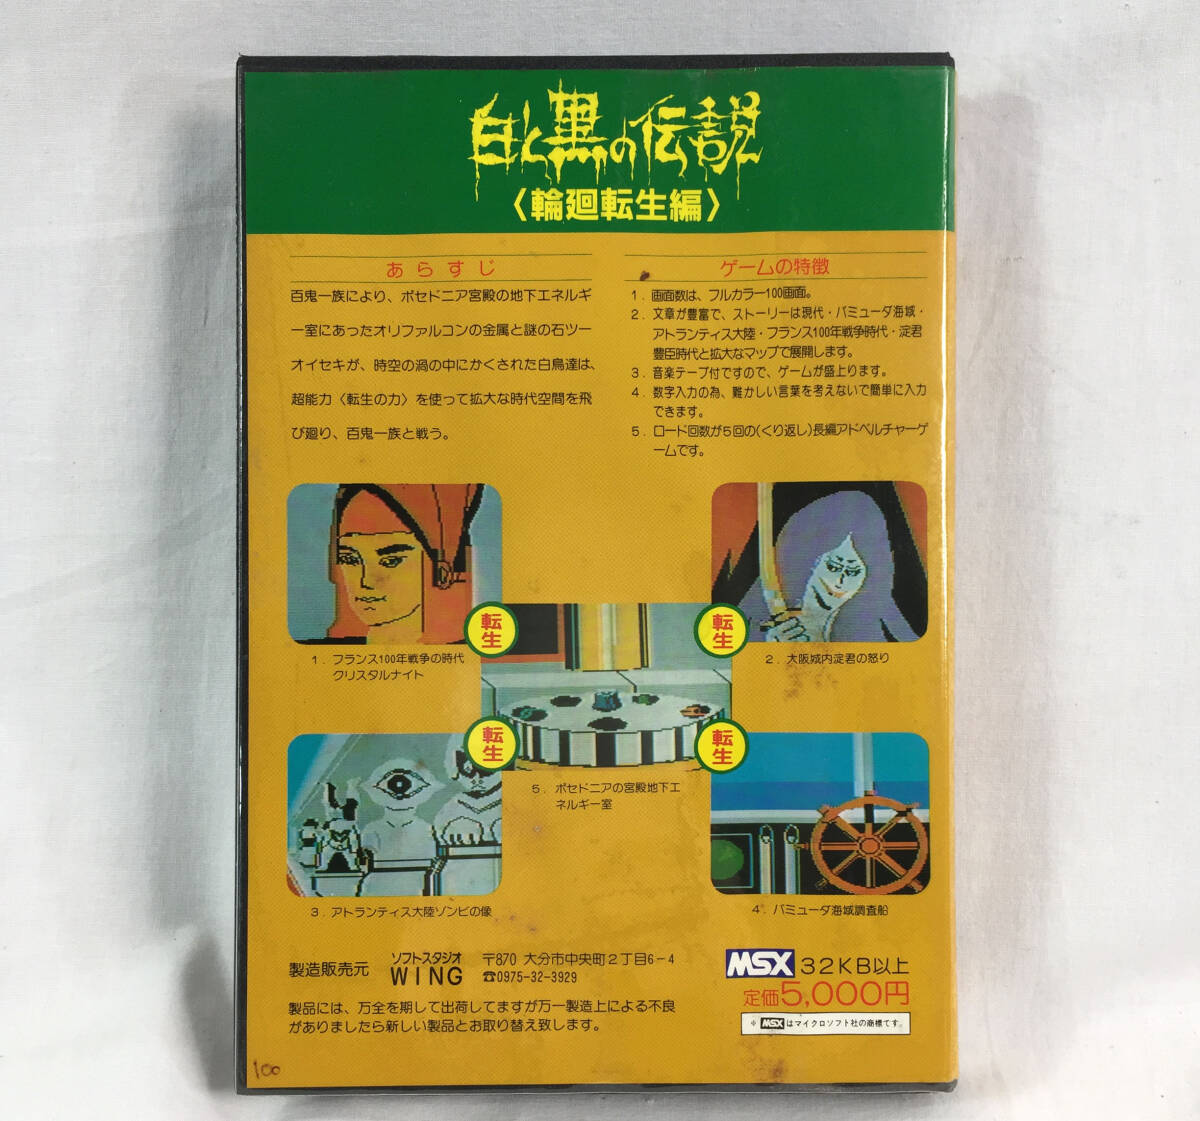 白と黒の伝説
〈輪廻転生編〉
あらすじ
百鬼一族により、ポセドニア宮殿の地下エネルギ
ー室にあったオリファルコンの金属と謎の石ツー
オイセキが、時空の渦の中にかくされた白鳥達は、
超能力〈転生の力〉を使って拡大な時代空間を飛
び廻り、百鬼一族と戦う。
ゲームの特徴
1．画面数は、フルカラー100画面。
2．文章が豊富で、ストーリーは現代・バミューダ海域・
アトランティス大陸・フランス100年戦争時代・淀君
豊臣時代と拡大なマップで展開します。
3．音楽テープ付ですので、ゲームが盛上ります。
4．数字入力の為、難かしい言葉を考えないで簡単に入力
できます。
5．ロード回数が5回の(くり返し)長編アドベルチャーゲ
ームです。
転生
転生
1．フランス100年戦争の時代
クリスタルナイト
2．大阪城内淀君の怒り
転生
転生
5．ポセドニアの宮殿地下エ
ネルギー室
3．アトランティス大陸ゾンビの像
4．バミューダ海域調査船
製造販売元 ソフトスタジオ WING
〒870 大分市中央町2丁目6-4
☎0975-32-3929
製品には、万全を期して出荷してますが万一製造上による不良
がありましたら新しい製品とお取り替え致します。
MSX 32KB以上
定価5,000円
※ MSX はマイクロソフト社の商標です。
100